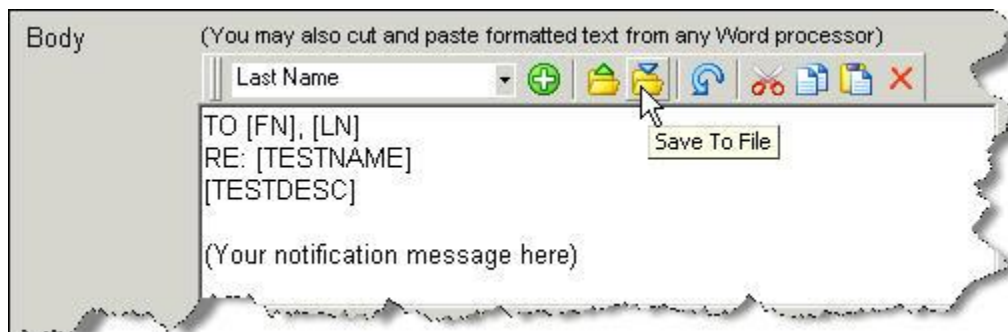 Body
(You may also cut and paste formatted text from any Word processor)
Last Name
Save To File
TO [FN], [LN]
RE: [TESTNAME]
[TESTDESC]
(Your notification message here)